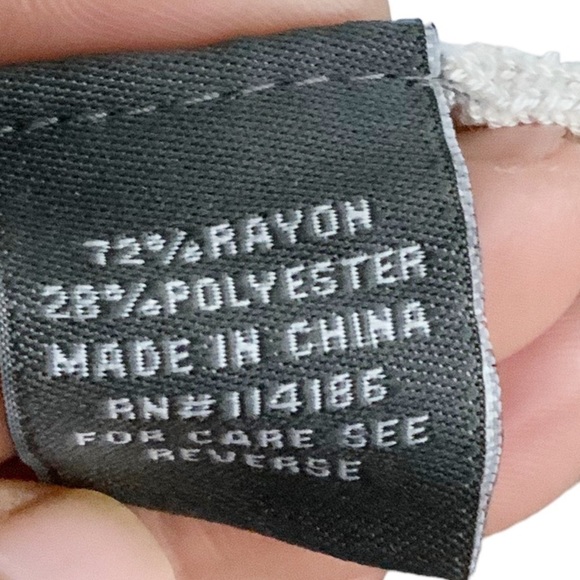 72%RAYON
28%POLYESTER
MADE IN CHINA
RN#114186
FOR CARE SEE
REVERSE